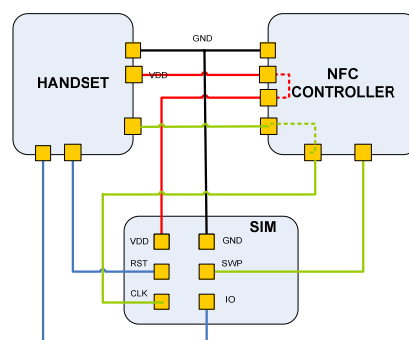 GND
HANDSET
VDD
NFC
CONTROLLER
SIM
VDD
GND
RST
SWP
CLK
IO